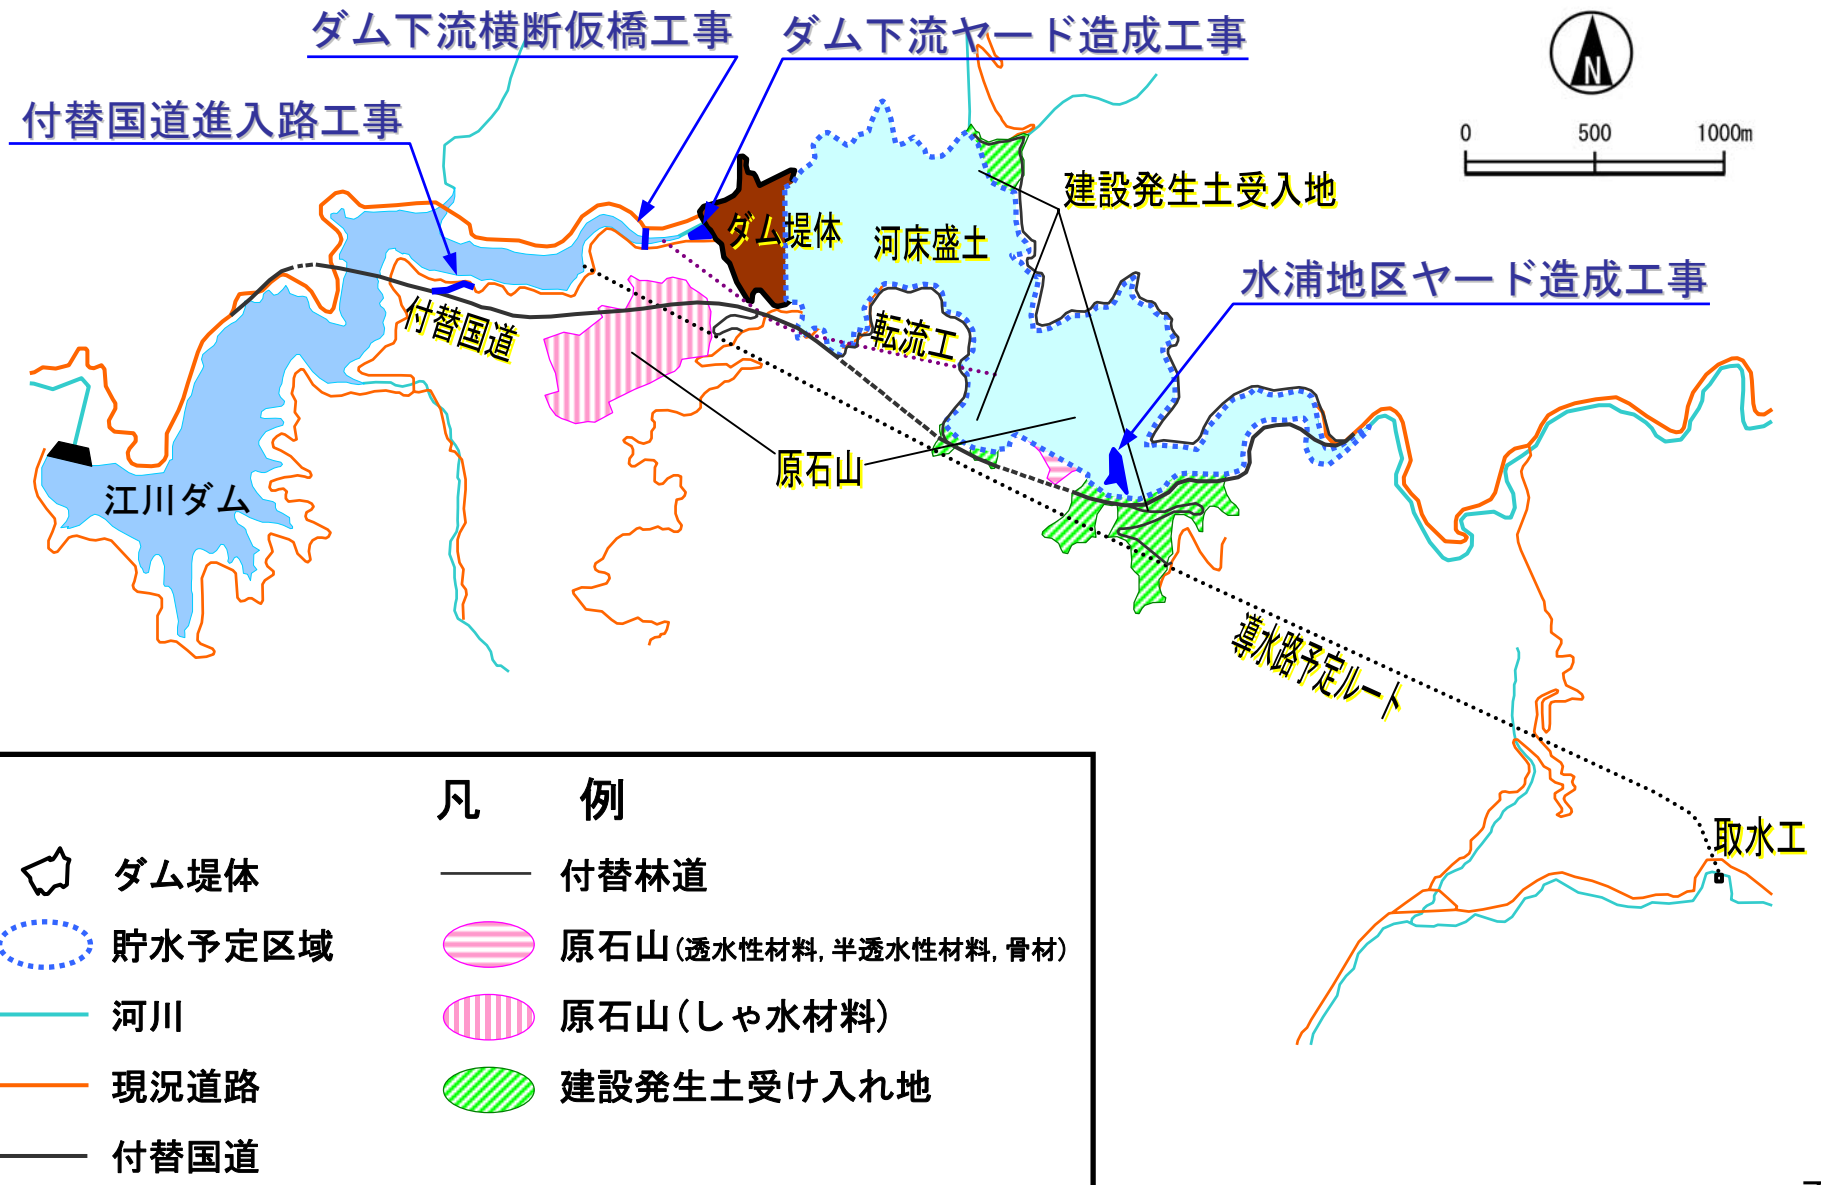 ダム下流横断仮橋工事
ダム下流ヤード造成工事
付替国道進入路工事
N
0 500 1000m
建設発生土受入地
ダム堤体
河床盛土
水浦地区ヤード造成工事
付替国道
転流工
原石山
江川ダム
導水路予定ルート
取水工
凡 例
ダム堤体
貯水予定区域
河川
現況道路
付替国道
付替林道
原石山(透水性材料,半透水性材料,骨材)
原石山(しゃ水材料)
建設発生土受け入れ地